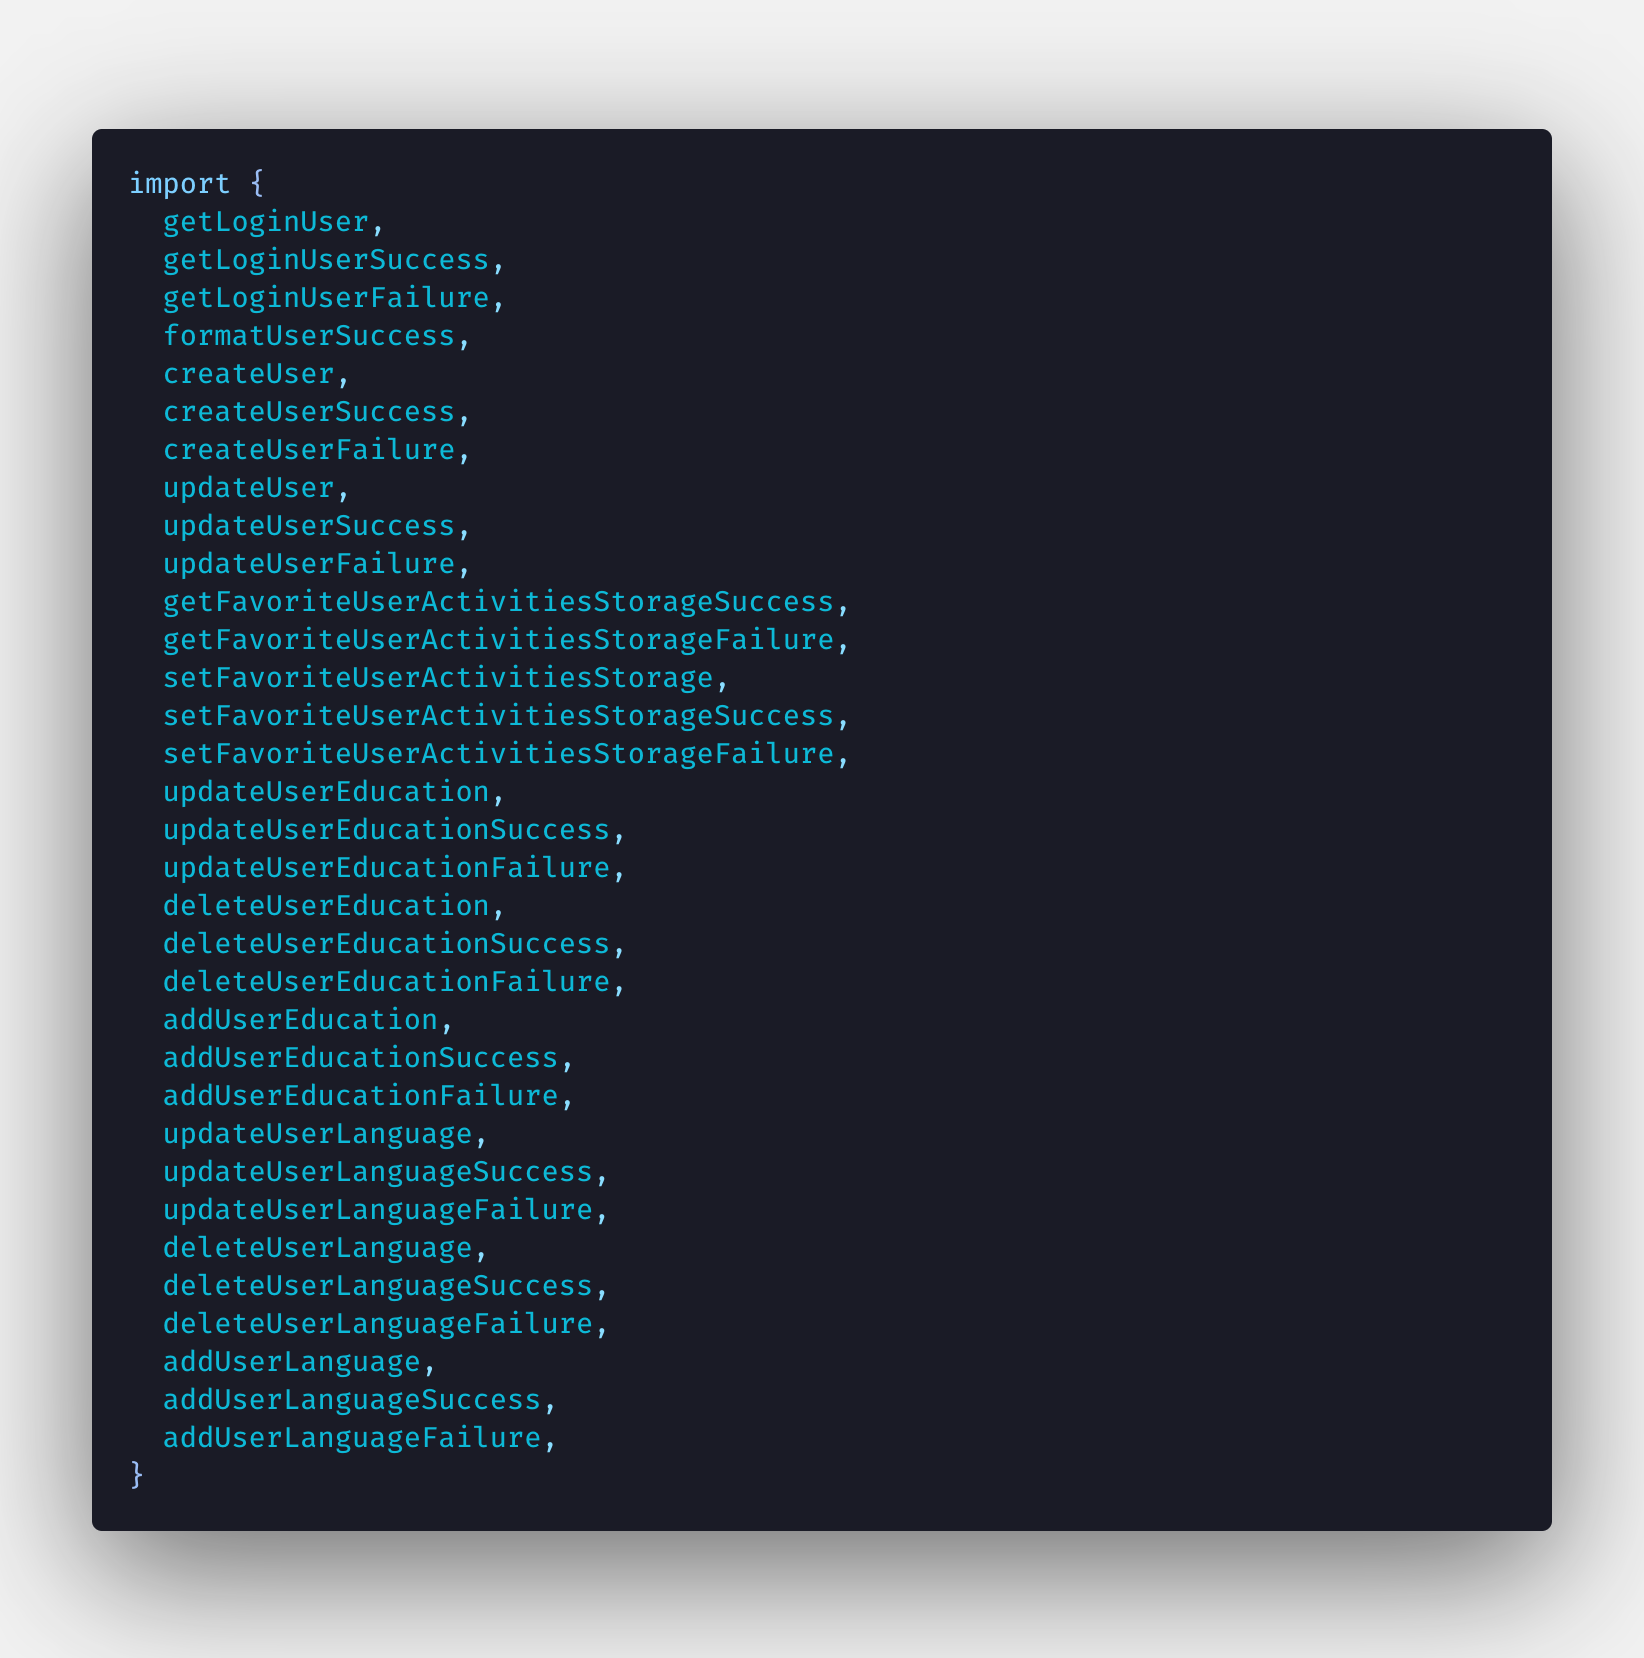 import {
  getLoginUser,
  getLoginUserSuccess,
  getLoginUserFailure,
  formatUserSuccess,
  createUser,
  createUserSuccess,
  createUserFailure,
  updateUser,
  updateUserSuccess,
  updateUserFailure,
  getFavoriteUserActivitiesStorageSuccess,
  getFavoriteUserActivitiesStorageFailure,
  setFavoriteUserActivitiesStorage,
  setFavoriteUserActivitiesStorageSuccess,
  setFavoriteUserActivitiesStorageFailure,
  updateUserEducation,
  updateUserEducationSuccess,
  updateUserEducationFailure,
  deleteUserEducation,
  deleteUserEducationSuccess,
  deleteUserEducationFailure,
  addUserEducation,
  addUserEducationSuccess,
  addUserEducationFailure,
  updateUserLanguage,
  updateUserLanguageSuccess,
  updateUserLanguageFailure,
  deleteUserLanguage,
  deleteUserLanguageSuccess,
  deleteUserLanguageFailure,
  addUserLanguage,
  addUserLanguageSuccess,
  addUserLanguageFailure,
}